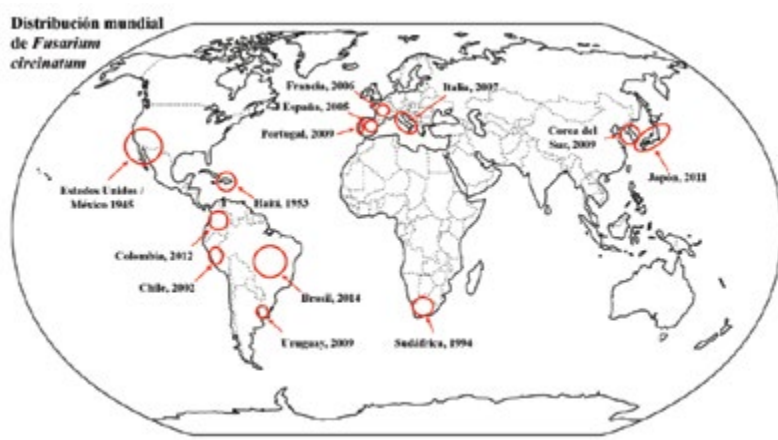 Distribución mundial
de Fusarium
circinatum
Francia, 2006
Italia, 2007
España, 2005
Portugal, 2009
Corea del
Sur, 2009
Japón, 2011
Estados Unidos /
México 1945
Haití, 1953
Colombia, 2012
Chile, 2002
Brasil, 2014
Uruguay, 2009
Sudáfrica, 1994